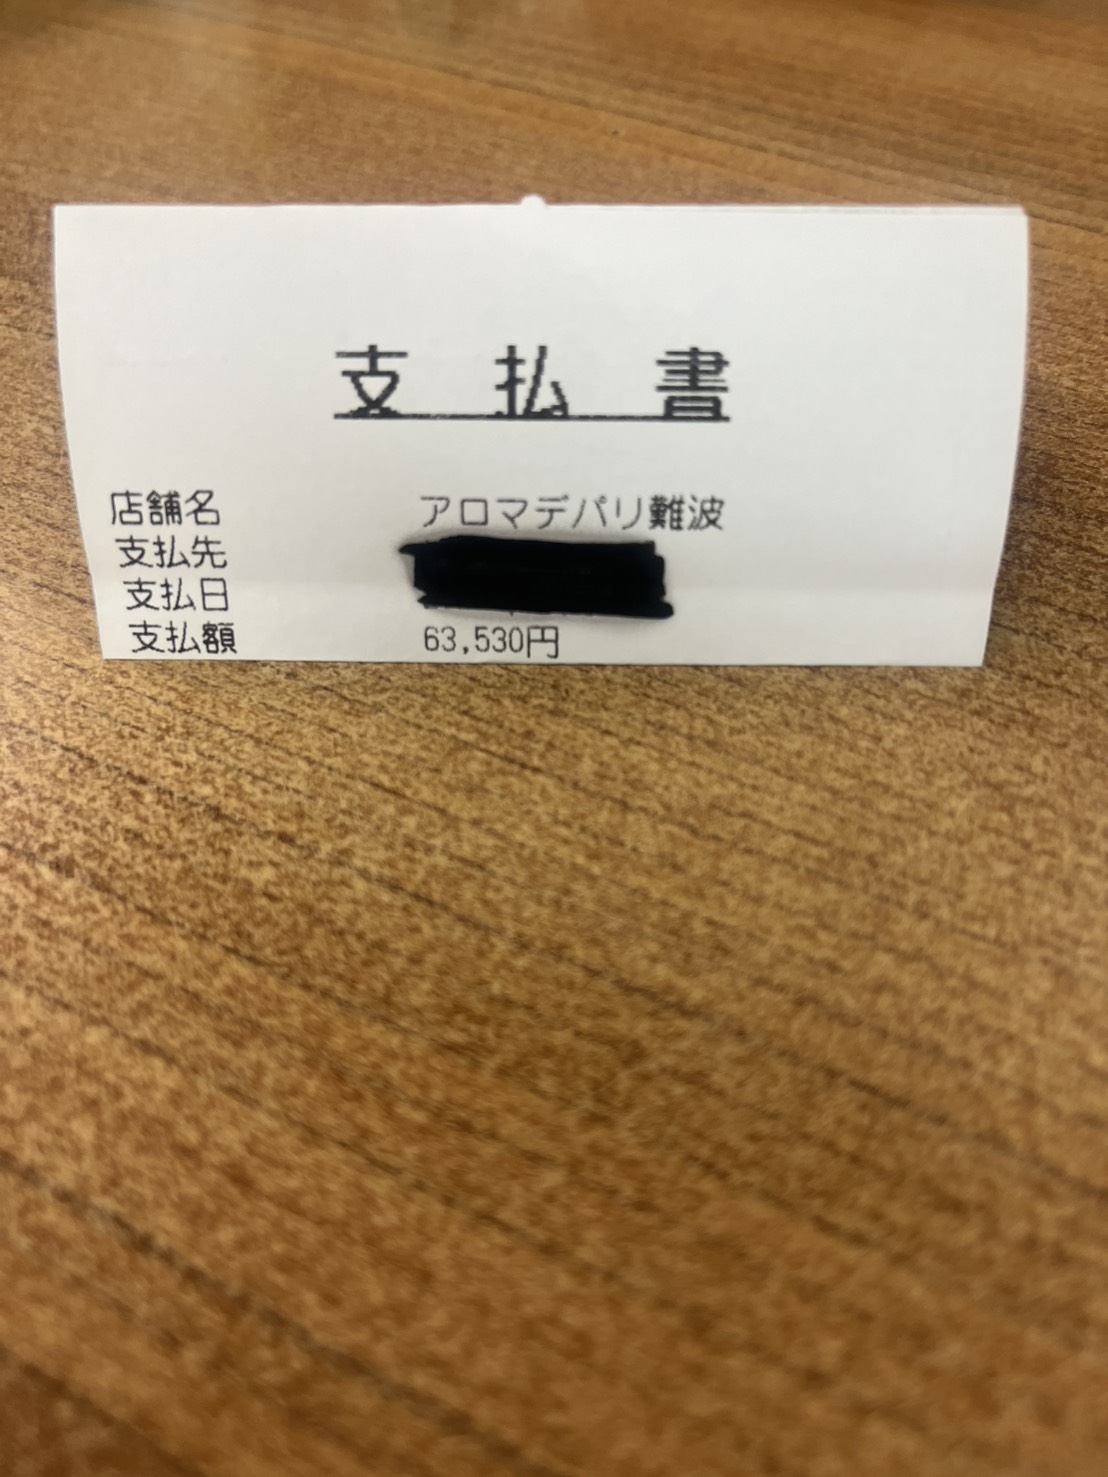 支払書
店舗名 アロマデパリ難波
支払先
支払日
支払額 63,530円